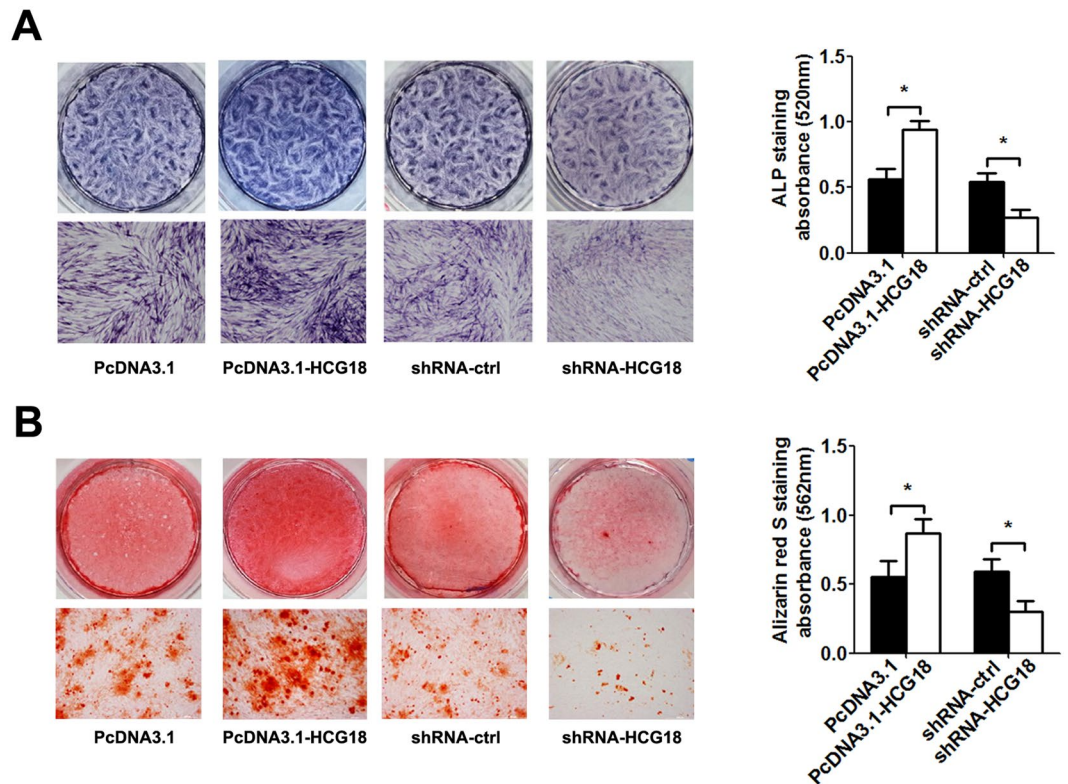 A
PcDNA3.1
PcDNA3.1-HCG18
shRNA-ctrl
shRNA-HCG18
ALP staining
absorbance (520nm)
1.5
1.0
0.5
0.0
*
*
PcDNA3.1
PcDNA3.1-HCG18
shRNA-ctrl
shRNA-HCG18
B
PcDNA3.1
PcDNA3.1-HCG18
shRNA-ctrl
shRNA-HCG18
Alizarin red S staining
absorbance (562nm)
1.5
1.0
0.5
0.0
*
*
PcDNA3.1
PcDNA3.1-HCG18
shRNA-ctrl
shRNA-HCG18